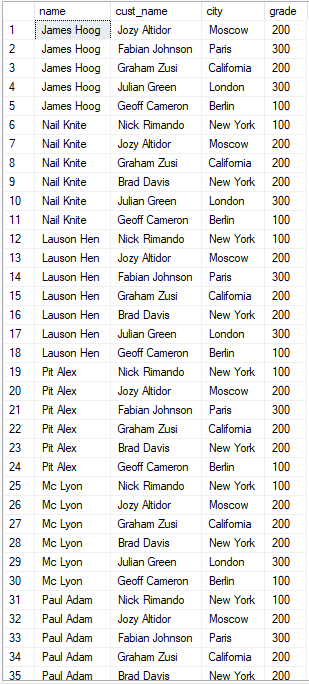 name cust_name city grade
1 James Hoog Jozy Altidor Moscow 200
2 James Hoog Fabian Johnson Paris 300
3 James Hoog Graham Zusi California 200
4 James Hoog Julian Green London 300
5 James Hoog Geoff Cameron Berlin 100
6 Nail Knite Nick Rimando New York 100
7 Nail Knite Jozy Altidor Moscow 200
8 Nail Knite Graham Zusi California 200
9 Nail Knite Brad Davis New York 200
10 Nail Knite Julian Green London 300
11 Nail Knite Geoff Cameron Berlin 100
12 Lauson Hen Nick Rimando New York 100
13 Lauson Hen Jozy Altidor Moscow 200
14 Lauson Hen Fabian Johnson Paris 300
15 Lauson Hen Graham Zusi California 200
16 Lauson Hen Brad Davis New York 200
17 Lauson Hen Julian Green London 300
18 Lauson Hen Geoff Cameron Berlin 100
19 Pit Alex Nick Rimando New York 100
20 Pit Alex Jozy Altidor Moscow 200
21 Pit Alex Fabian Johnson Paris 300
22 Pit Alex Graham Zusi California 200
23 Pit Alex Brad Davis New York 200
24 Pit Alex Geoff Cameron Berlin 100
25 Mc Lyon Nick Rimando New York 100
26 Mc Lyon Jozy Altidor Moscow 200
27 Mc Lyon Graham Zusi California 200
28 Mc Lyon Brad Davis New York 200
29 Mc Lyon Julian Green London 300
30 Mc Lyon Geoff Cameron Berlin 100
31 Paul Adam Nick Rimando New York 100
32 Paul Adam Jozy Altidor Moscow 200
33 Paul Adam Fabian Johnson Paris 300
34 Paul Adam Graham Zusi California 200
35 Paul Adam Brad Davis New York 200